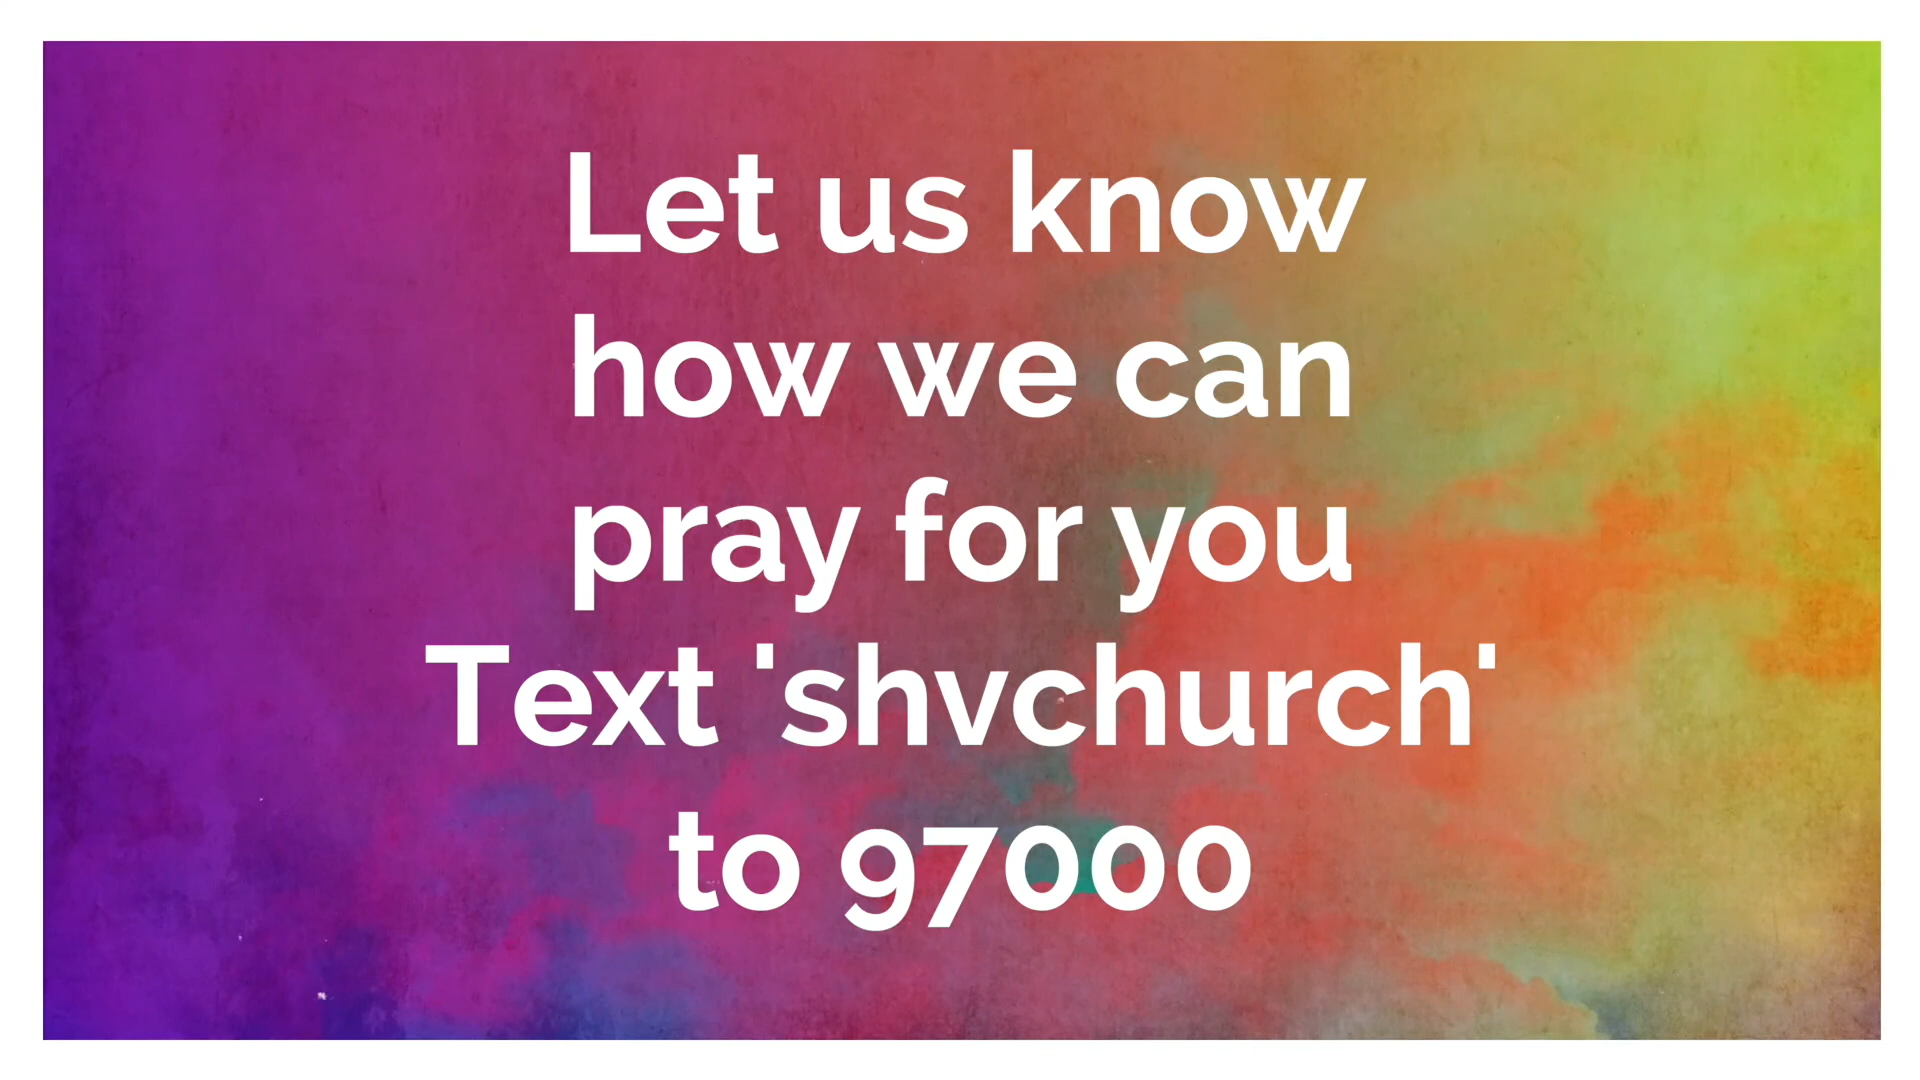 Let us know
how we can
pray for you
Text 'shvchurch'
to 97000